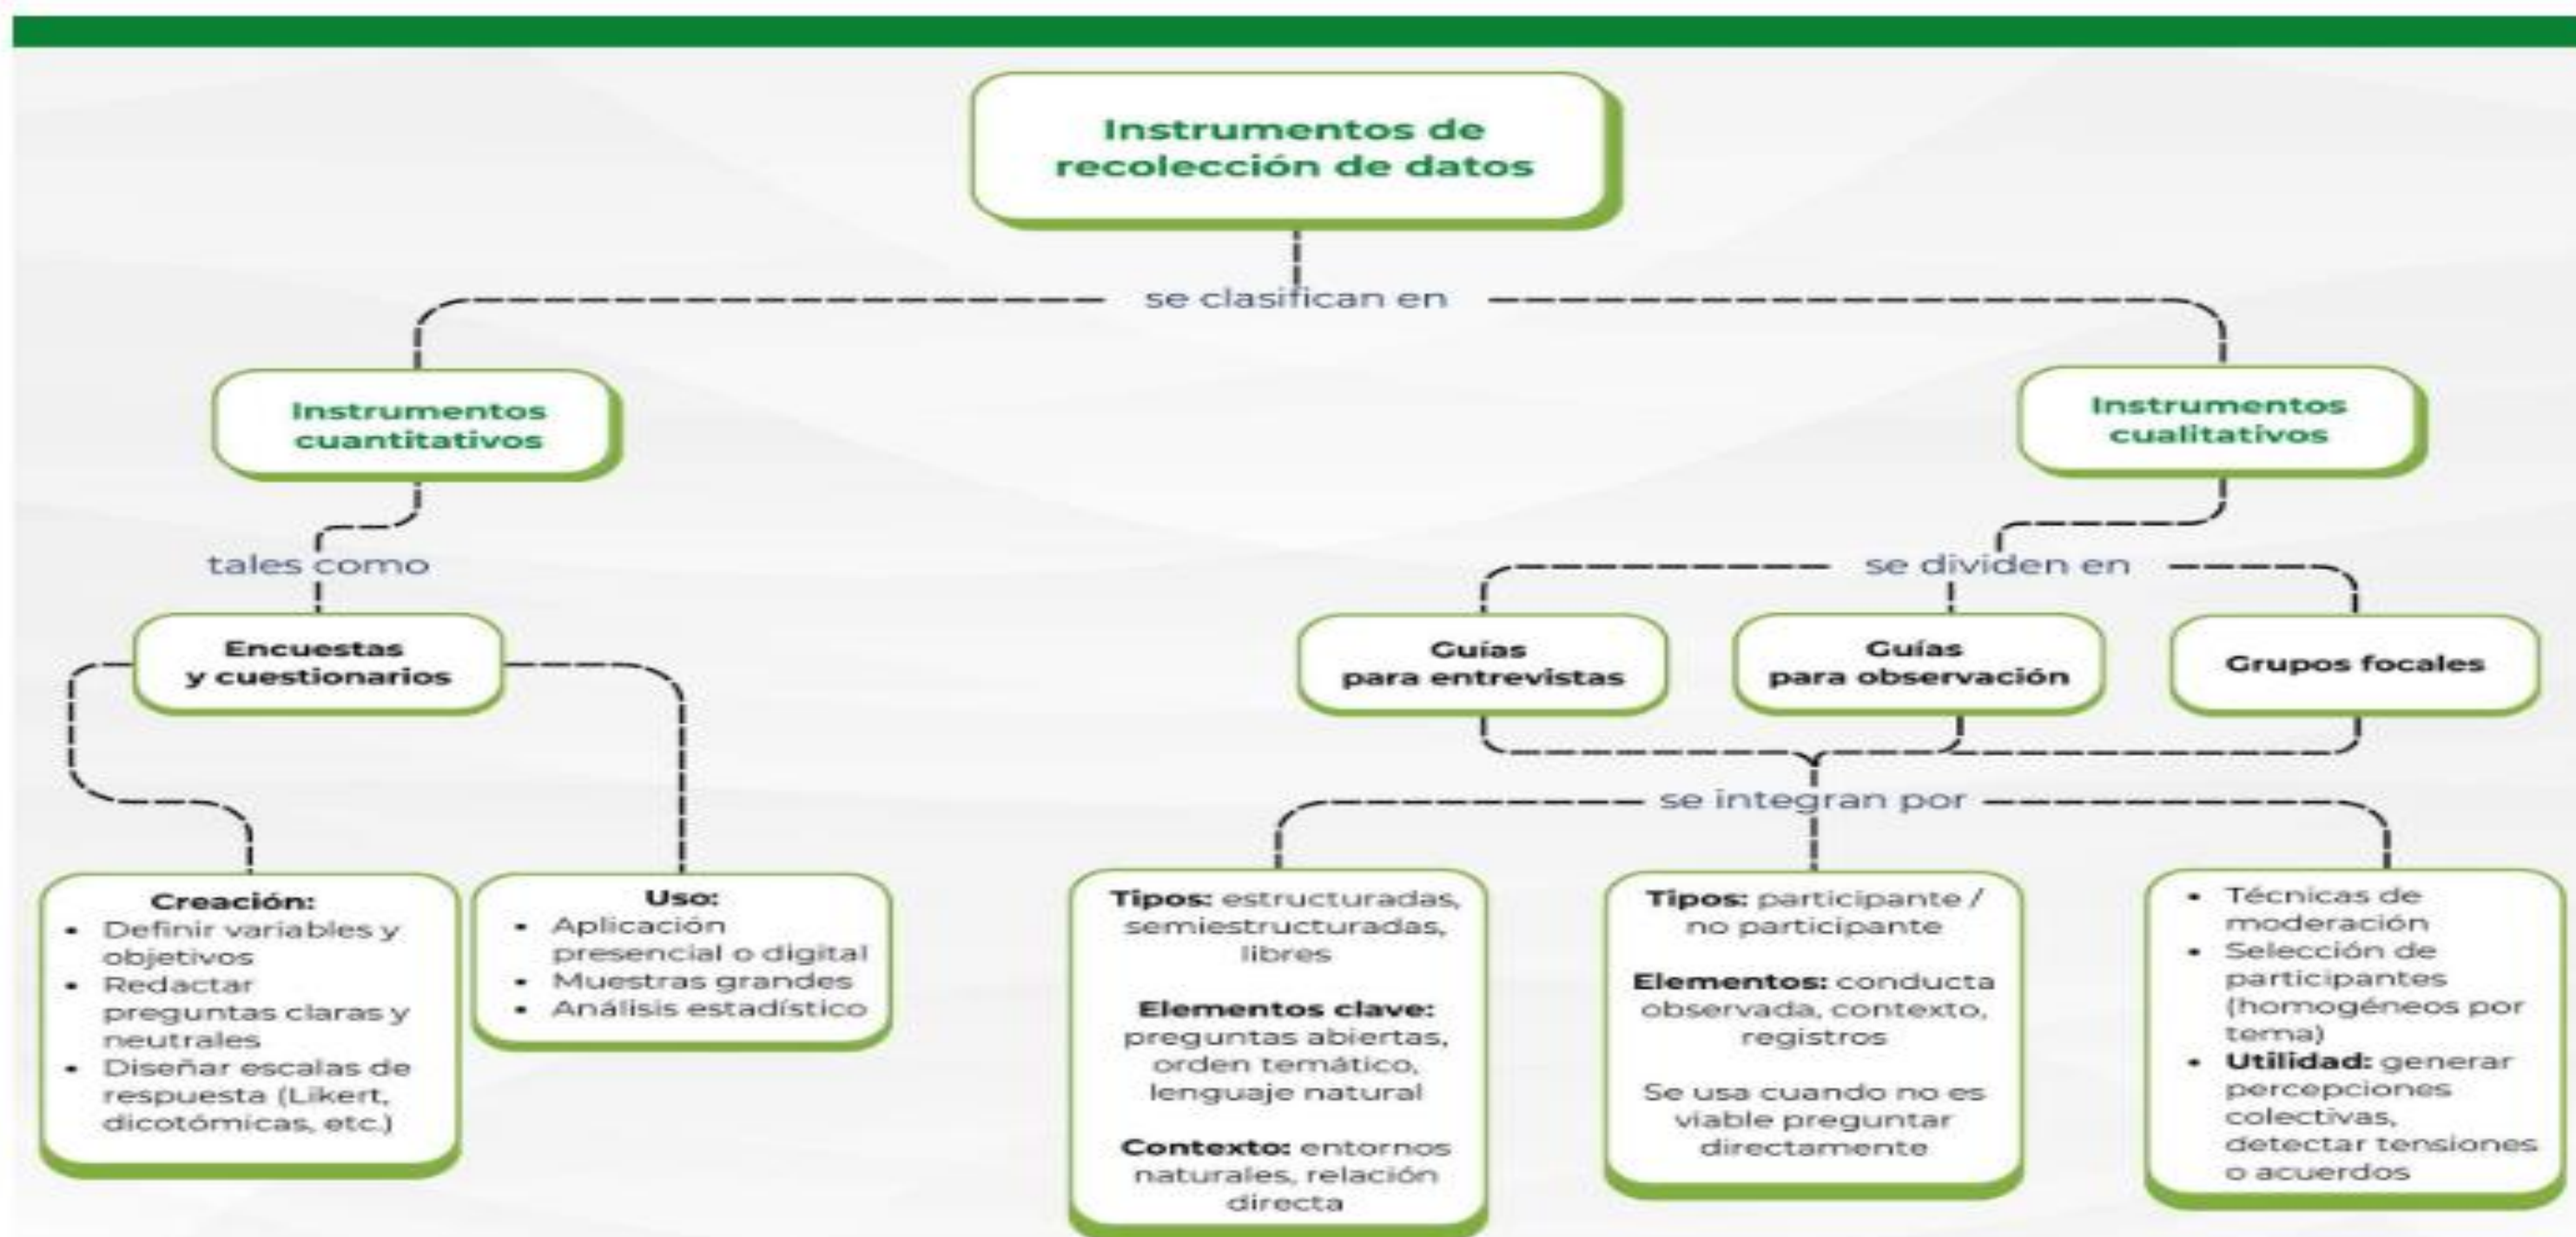 Instrumentos de
recolección de datos
se clasifican en
Instrumentos
cuantitativos
Instrumentos
cualitativos
tales como
se dividen en
Encuestas
y cuestionarios
Guías
para entrevistas
Guías
para observación
Grupos focales
se integran por
Creación:
• Definir variables y
objetivos
• Redactar
preguntas claras y
neutrales
• Diseñar escalas de
respuesta (Likert,
dicotómicas, etc.)
Uso:
• Aplicación
presencial o digital
• Muestras grandes
• Análisis estadístico
Tipos: estructuradas,
semiestructuradas,
libres
Elementos clave:
preguntas abiertas,
orden temático,
lenguaje natural
Contexto: entornos
naturales, relación
directa
Tipos: participante /
no participante
Elementos: conducta
observada, contexto,
registros
Se usa cuando no es
viable preguntar
directamente
• Técnicas de
moderación
• Selección de
participantes
(homogéneos por
tema)
• Utilidad: generar
percepciones
colectivas,
detectar tensiones
o acuerdos